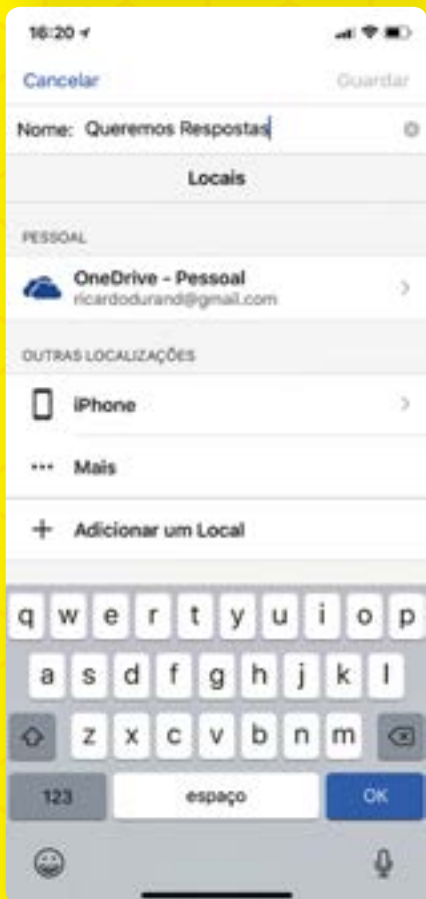 16:20
Cancelar Guardar
Nome: Queremos Respostas
Locais
PESSOAL
OneDrive - Pessoal
ricardodurand@gmail.com
OUTRAS LOCALIZAÇÕES
iPhone
Mais
Adicionar um Local
q w e r t y u i o p
a s d f g h j k l
z x c v b n m
123 espaço OK